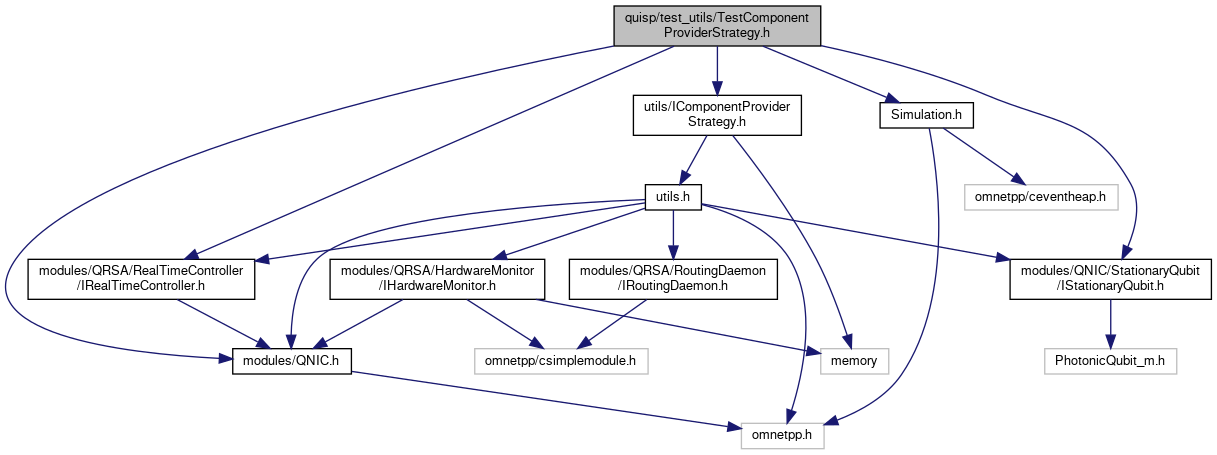 quisp/test_utils/TestComponent
ProviderStrategy.h
utils/IComponentProvider
Strategy.h
Simulation.h
utils.h
omnetpp/ceventheap.h
modules/QRSA/RealTimeController
/IRealTimeController.h
modules/QRSA/HardwareMonitor
/IHardwareMonitor.h
modules/QRSA/RoutingDaemon
/IRoutingDaemon.h
modules/QNIC/StationaryQubit
/IStationaryQubit.h
modules/QNIC.h
omnetpp/csimplemodule.h
memory
PhotonicQubit_m.h
omnetpp.h